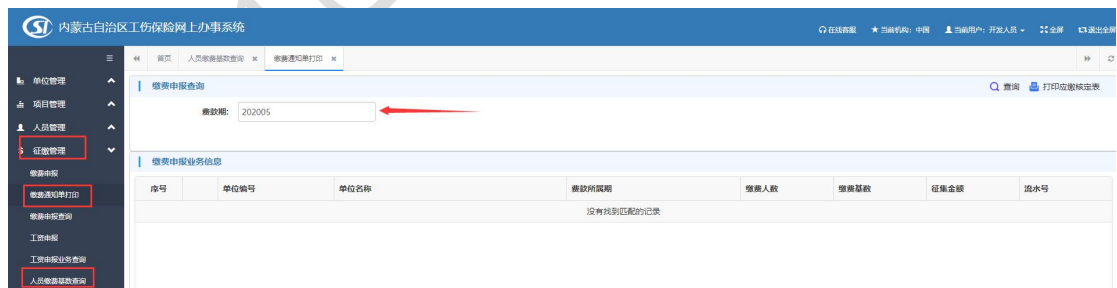 内蒙古自治区工伤保险网上办事系统
在线客服 当前机构：中国 当前用户：开发人员 全屏 退出全屏
首页 人员缴费基数查询 缴费通知单打印
单位管理
项目管理
人员管理
征缴管理
缴费申报
缴费通知单打印
缴费申报查询
工资申报
工资申报业务查询
人员缴费基数查询
缴费申报查询 查询 打印应缴核定表
费款期: 202005
缴费申报业务信息
序号 单位编号 单位名称 费款所属期 缴费人数 缴费基数 征集金额 流水号
没有找到匹配的记录